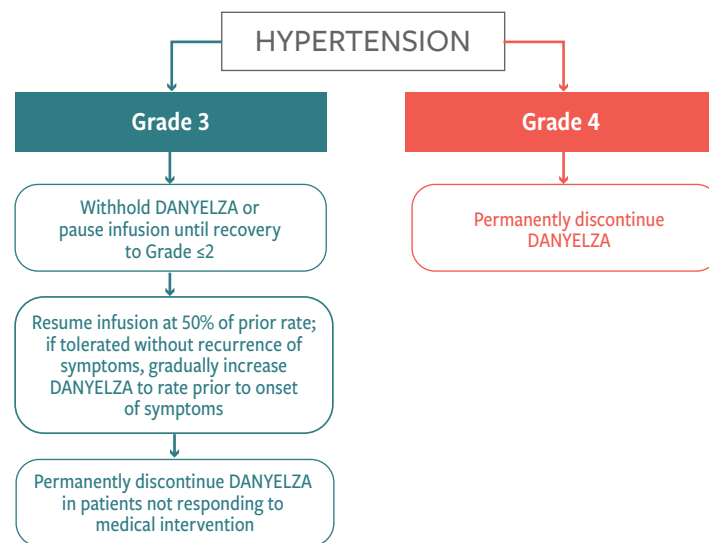 HYPERTENSION
Grade 3
Withhold DANYELZA or
pause infusion until recovery
to Grade ≤2
Resume infusion at 50% of prior rate;
if tolerated without recurrence of
symptoms, gradually increase
DANYELZA to rate prior to onset
of symptoms
Permanently discontinue DANYELZA
in patients not responding to
medical intervention
Grade 4
Permanently discontinue
DANYELZA